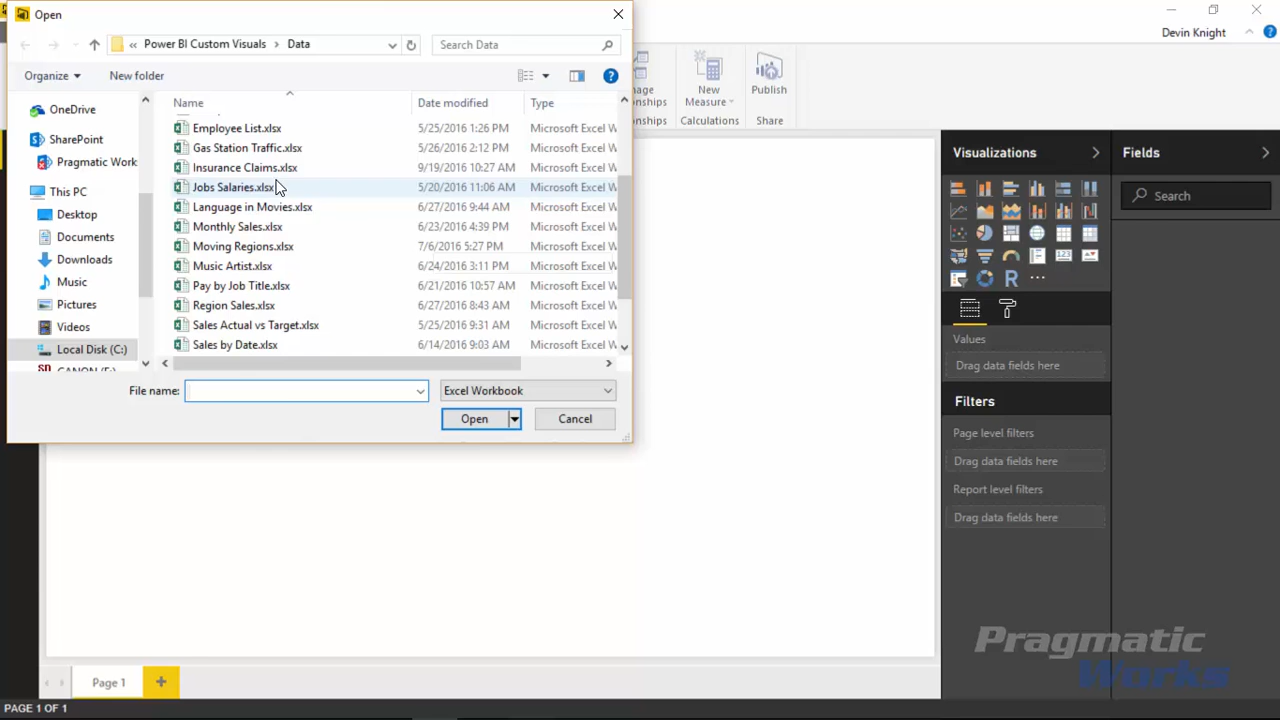 Open
Devin Knight
« Power BI Custom Visuals › Data
Search Data
Organize
New folder
Name
Date modified
Type
OneDrive
SharePoint
Pragmatic Work
This PC
Desktop
Documents
Downloads
Music
Pictures
Videos
Local Disk (C:)
Employee List.xlsx 5/25/2016 1:26 PM Microsoft Excel W
Gas Station Traffic.xlsx 5/26/2016 2:12 PM Microsoft Excel W
Insurance Claims.xlsx 9/19/2016 10:27 AM Microsoft Excel W
Jobs Salaries.xlsx 5/20/2016 11:06 AM Microsoft Excel W
Language in Movies.xlsx 6/27/2016 9:44 AM Microsoft Excel W
Monthly Sales.xlsx 6/23/2016 4:39 PM Microsoft Excel W
Moving Regions.xlsx 7/6/2016 5:27 PM Microsoft Excel W
Music Artist.xlsx 6/24/2016 3:11 PM Microsoft Excel W
Pay by Job Title.xlsx 6/21/2016 10:57 AM Microsoft Excel W
Region Sales.xlsx 6/27/2016 8:43 AM Microsoft Excel W
Sales Actual vs Target.xlsx 5/25/2016 9:31 AM Microsoft Excel W
Sales by Date.xlsx 6/14/2016 9:03 AM Microsoft Excel W
File name:
Excel Workbook
Open
Cancel
nage
onships
onships
New
Measure
Calculations
Publish
Share
Visualizations
R
Values
Drag data fields here
Filters
Page level filters
Drag data fields here
Report level filters
Drag data fields here
Fields
Search
Pragmatic
Works
Page 1
PAGE 1 OF 1